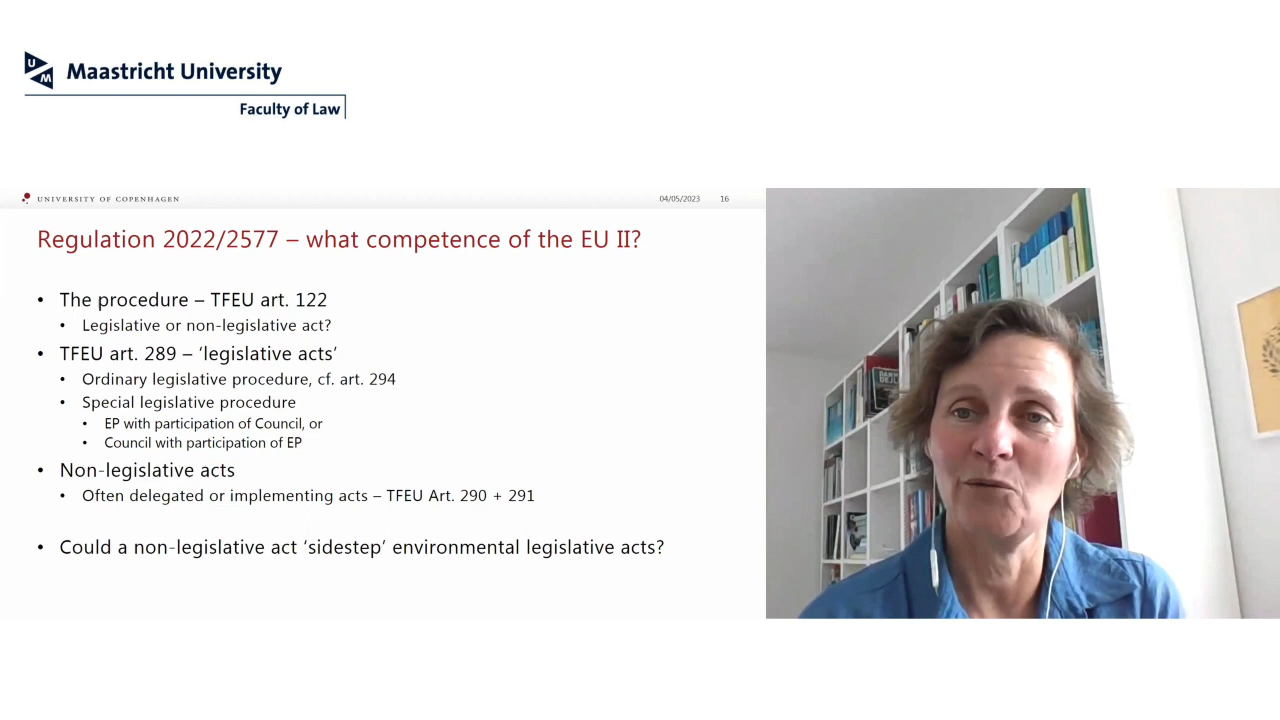 U
M
Maastricht University
Faculty of Law
UNIVERSITY OF COPENHAGEN
04/05/2023 16
Regulation 2022/2577 – what competence of the EU II?
• The procedure – TFEU art. 122
• Legislative or non-legislative act?
• TFEU art. 289 – ‘legislative acts’
• Ordinary legislative procedure, cf. art. 294
• Special legislative procedure
• EP with participation of Council, or
• Council with participation of EP
• Non-legislative acts
• Often delegated or implementing acts – TFEU Art. 290 + 291
• Could a non-legislative act ‘sidestep’ environmental legislative acts?